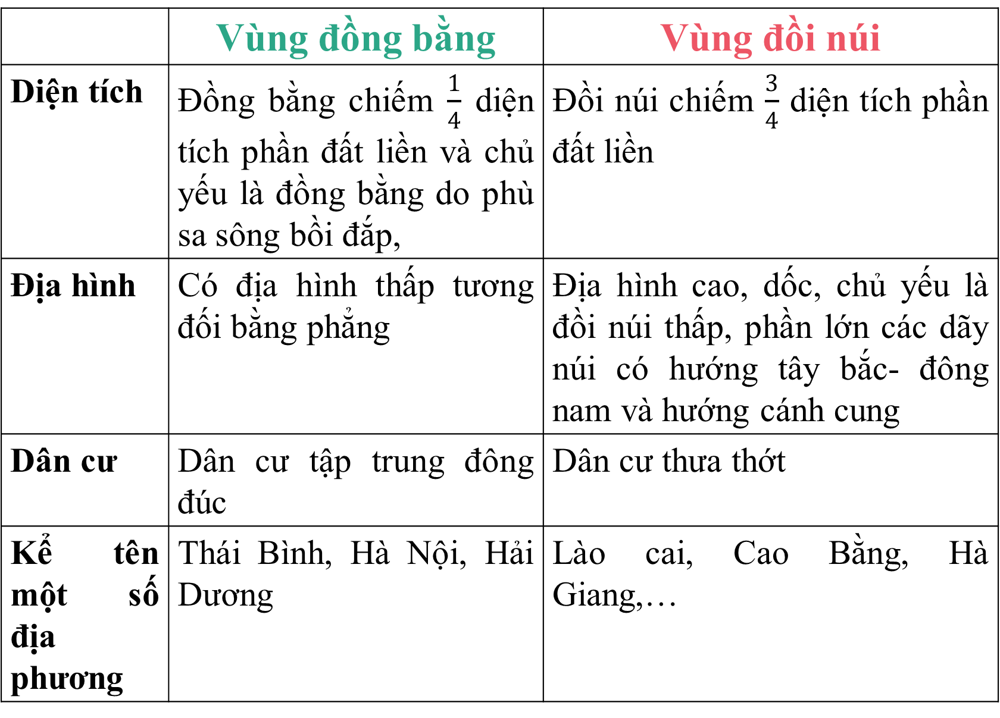 Vùng đồng bằng
Vùng đồi núi
Diện tích
Đồng bằng chiếm 1/4 diện
tích phần đất liền và chủ
yếu là đồng bằng do phù
sa sông bồi đắp,
Đồi núi chiếm 3/4 diện tích phần
đất liền
Địa hình
Có địa hình thấp tương
đối bằng phẳng
Địa hình cao, dốc, chủ yếu là
đồi núi thấp, phần lớn các dãy
núi có hướng tây bắc- đông
nam và hướng cánh cung
Dân cư
Dân cư tập trung đông
đúc
Dân cư thưa thớt
Kể tên
một số
địa
phương
Thái Bình, Hà Nội, Hải
Dương
Lào cai, Cao Bằng, Hà
Giang,…